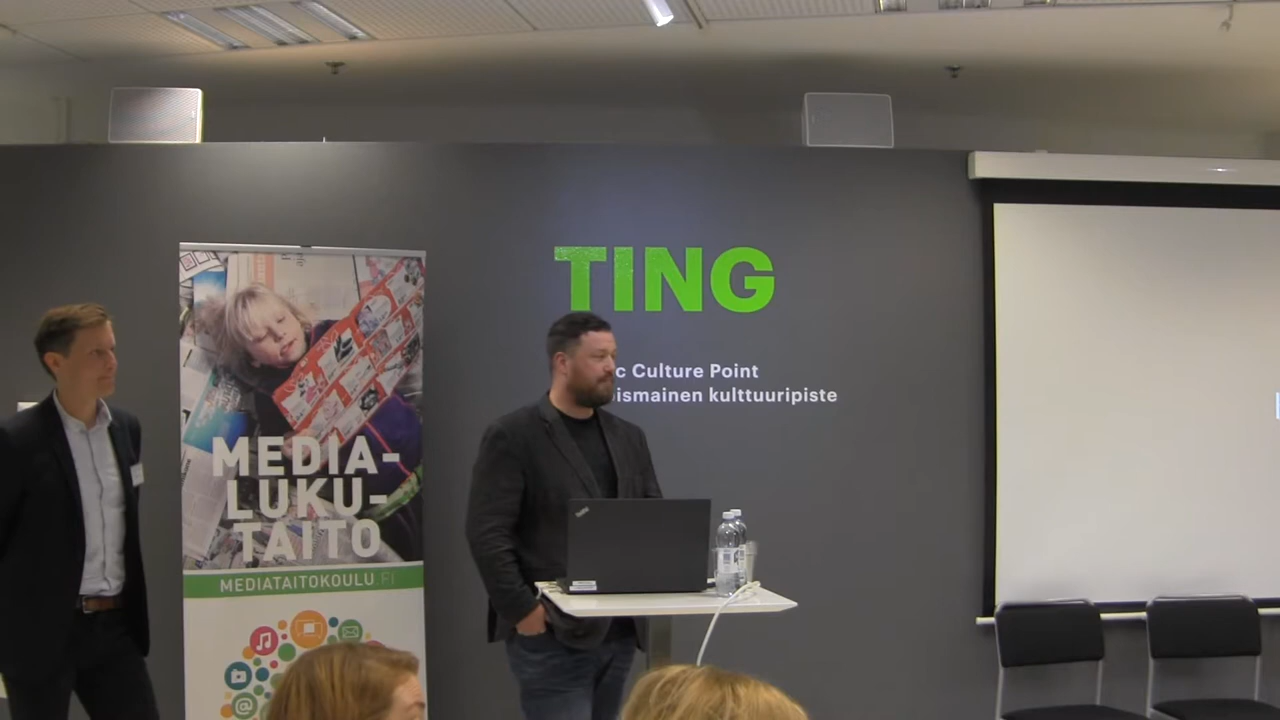 TING
c Culture Point
ismainen kulttuuripiste
MEDIA-
LUKU-
TAITO
MEDIATAITOKOULU.FI